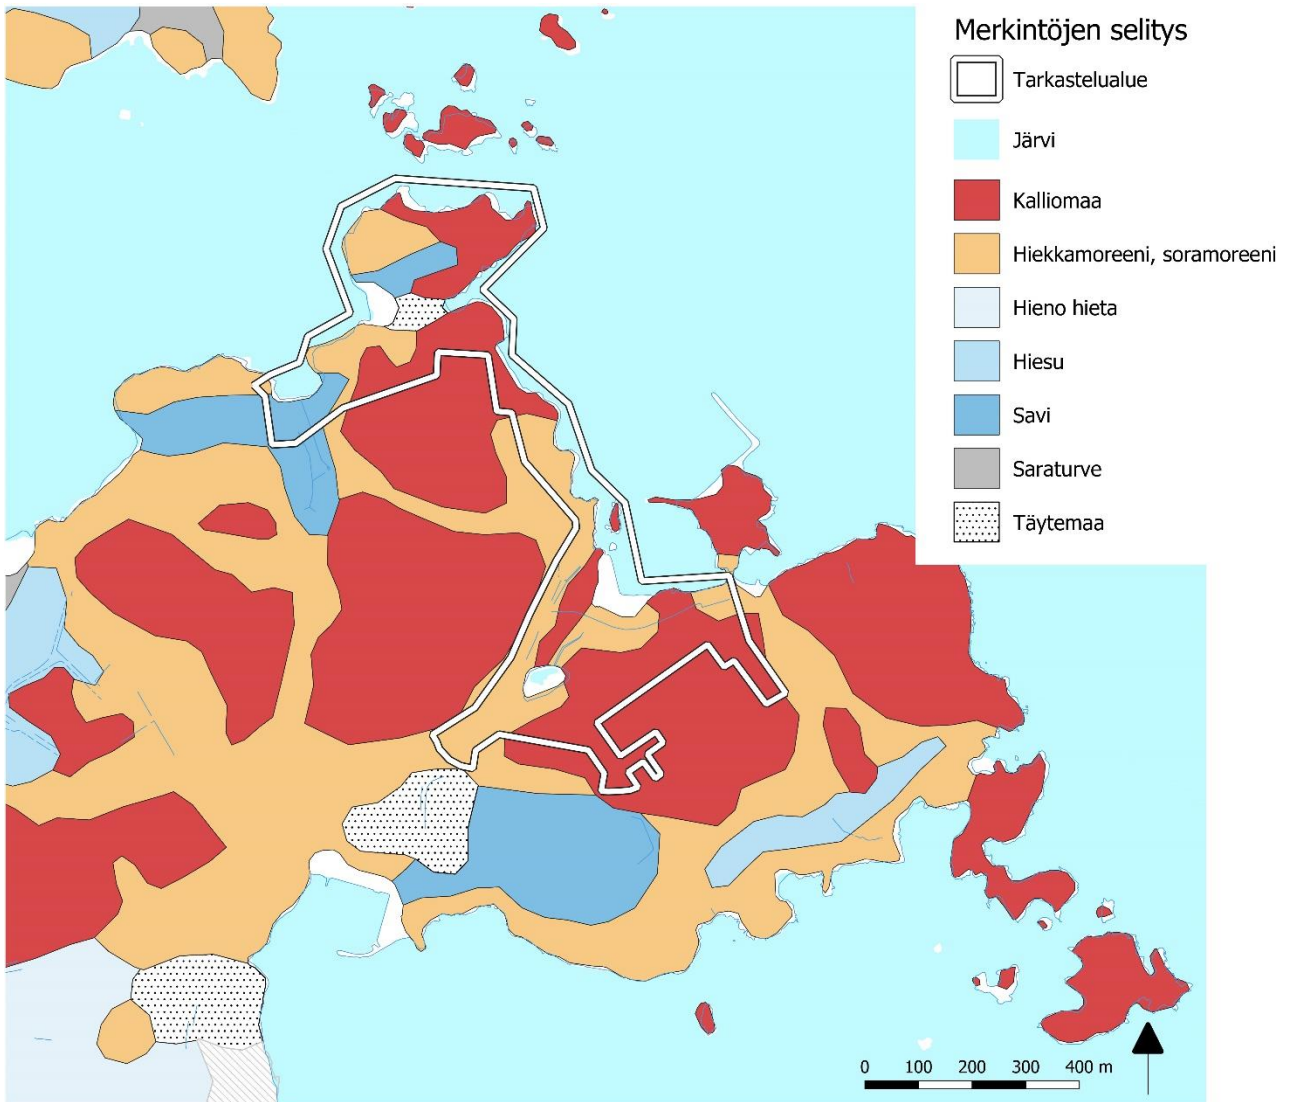 Merkintöjen selitys
Tarkastelualue
Järvi
Kalliomaa
Hiekkamoreeni, soramoreeni
Hieno hieta
Hiesu
Savi
Saraturve
Täytemaa
0 100 200 300 400 m